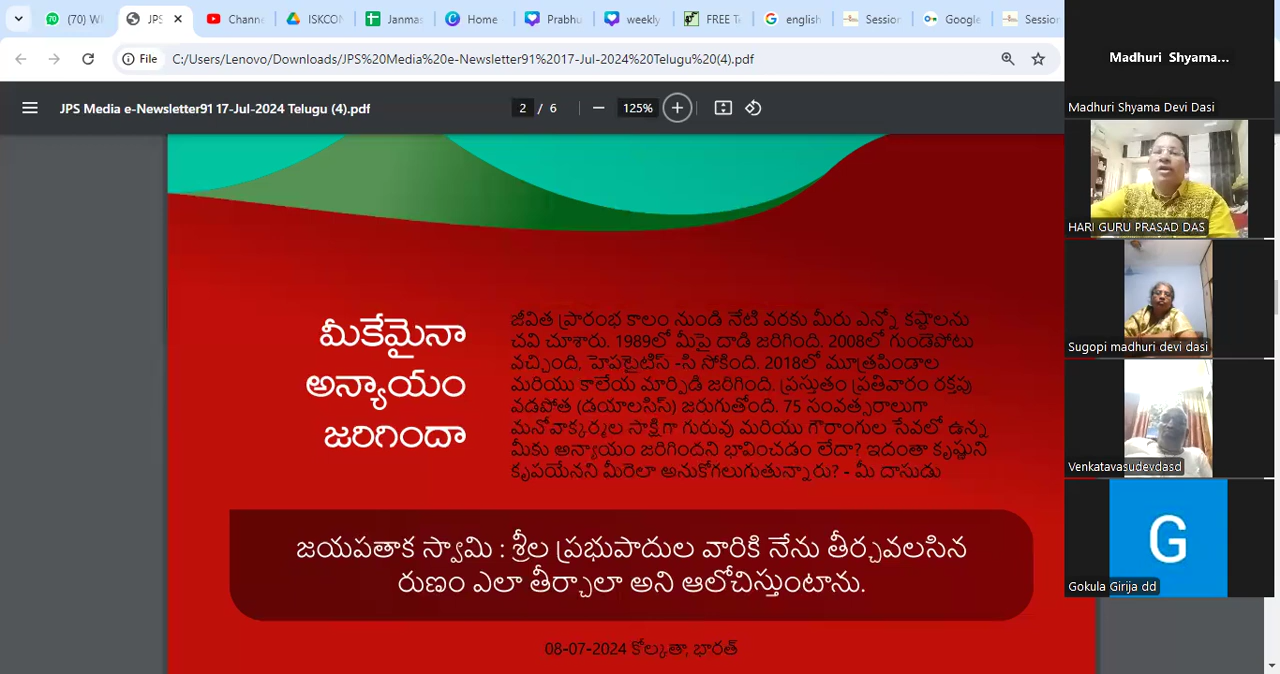 (70) W
JPS
Chann
ISKCON
Janmas
Home
Prabhu
weekly
FREE T
english
Session
Google
Session
File
C:/Users/Lenovo/Downloads/JPS%20Media%20e-Newsletter91%2017-Jul-2024%20Telugu%20(4).pdf
JPS Media e-Newsletter91 17-Jul-2024 Telugu (4).pdf
2 / 6
125%
మీకేమైనా
అన్యాయం
జరిగిందా
జీవిత ప్రారంభ కాలం నుండి నేటి వరకు మీరు ఎన్నో కష్టాలను
చవి చూశారు. 1989లో మీపై దాడి జరిగింది. 2008లో గుండెపోటు
వచ్చింది, హెపటైటిస్ -సి సోకింది. 2018లో మూత్రపిండాల
మరియు కాలేయ మార్పిడి జరిగింది. ప్రస్తుతం ప్రతివారం రక్తపు
వడపోత (డయాలసిస్) జరుగుతోంది. 75 సంవత్సరాలుగా
మనోవాక్కర్మల సాక్షిగా గురువు మరియు గౌరాంగుల సేవలో ఉన్న
మీకు అన్యాయం జరిగిందని భావించడం లేదా? ఇదంతా కృష్ణుని
కృపయేనని మీరెలా అనుకోగలుగుతున్నారు? - మీ దాసుడు
జయపతాక స్వామి : శ్రీల ప్రభుపాదుల వారికి నేను తీర్చవలసిన
రుణం ఎలా తీర్చాలా అని ఆలోచిస్తుంటాను.
08-07-2024 కోల్కతా, భారత్
Madhuri Shyama...
Madhuri Shyama Devi Dasi
HARI GURU PRASAD DAS
Sugopi madhuri devi dasi
Venkatavasudevdasd
G
Gokula Girija dd